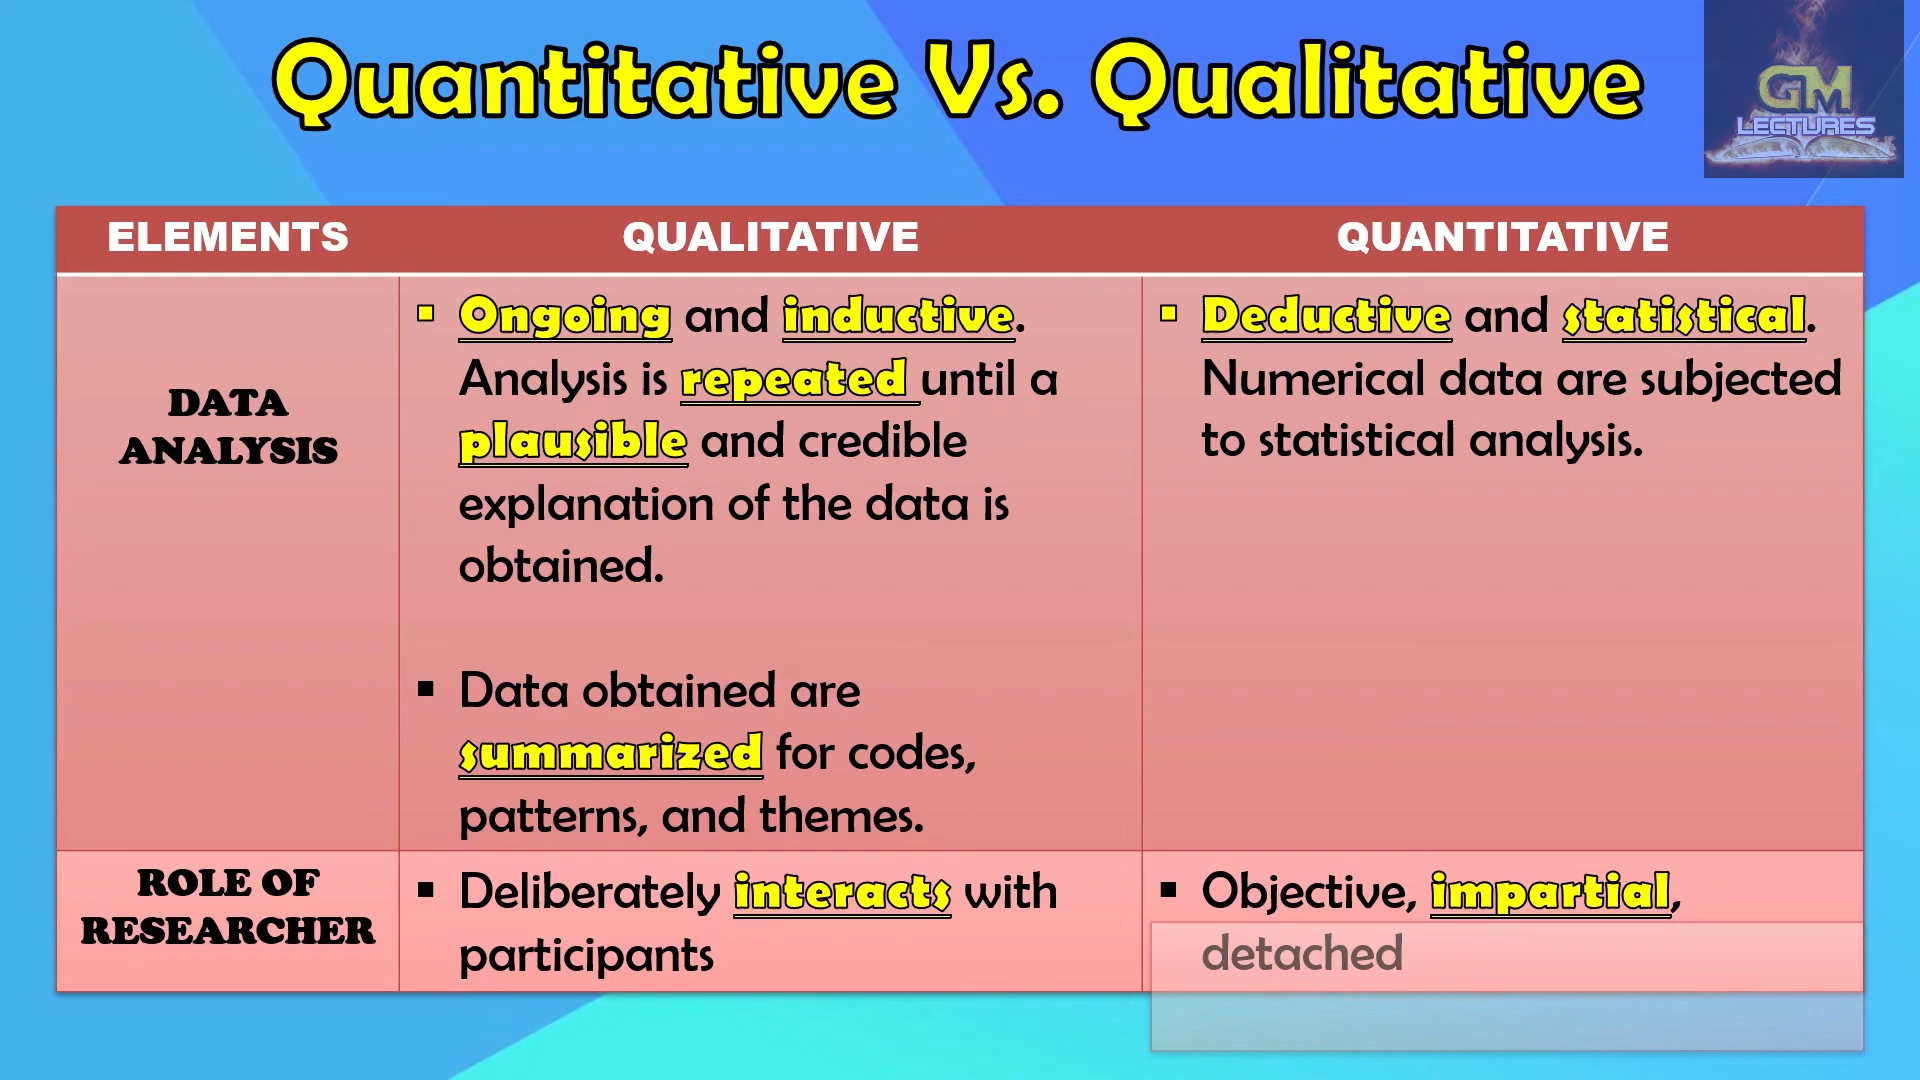 Quantitative Vs. Qualitative
GM
LECTURES
ELEMENTS QUALITATIVE QUANTITATIVE
DATA
ANALYSIS
▪ Ongoing and inductive.
Analysis is repeated until a
plausible and credible
explanation of the data is
obtained.
▪ Data obtained are
summarized for codes,
patterns, and themes.
▪ Deductive and statistical.
Numerical data are subjected
to statistical analysis.
ROLE OF
RESEARCHER
▪ Deliberately interacts with
participants
▪ Objective, impartial,
detached